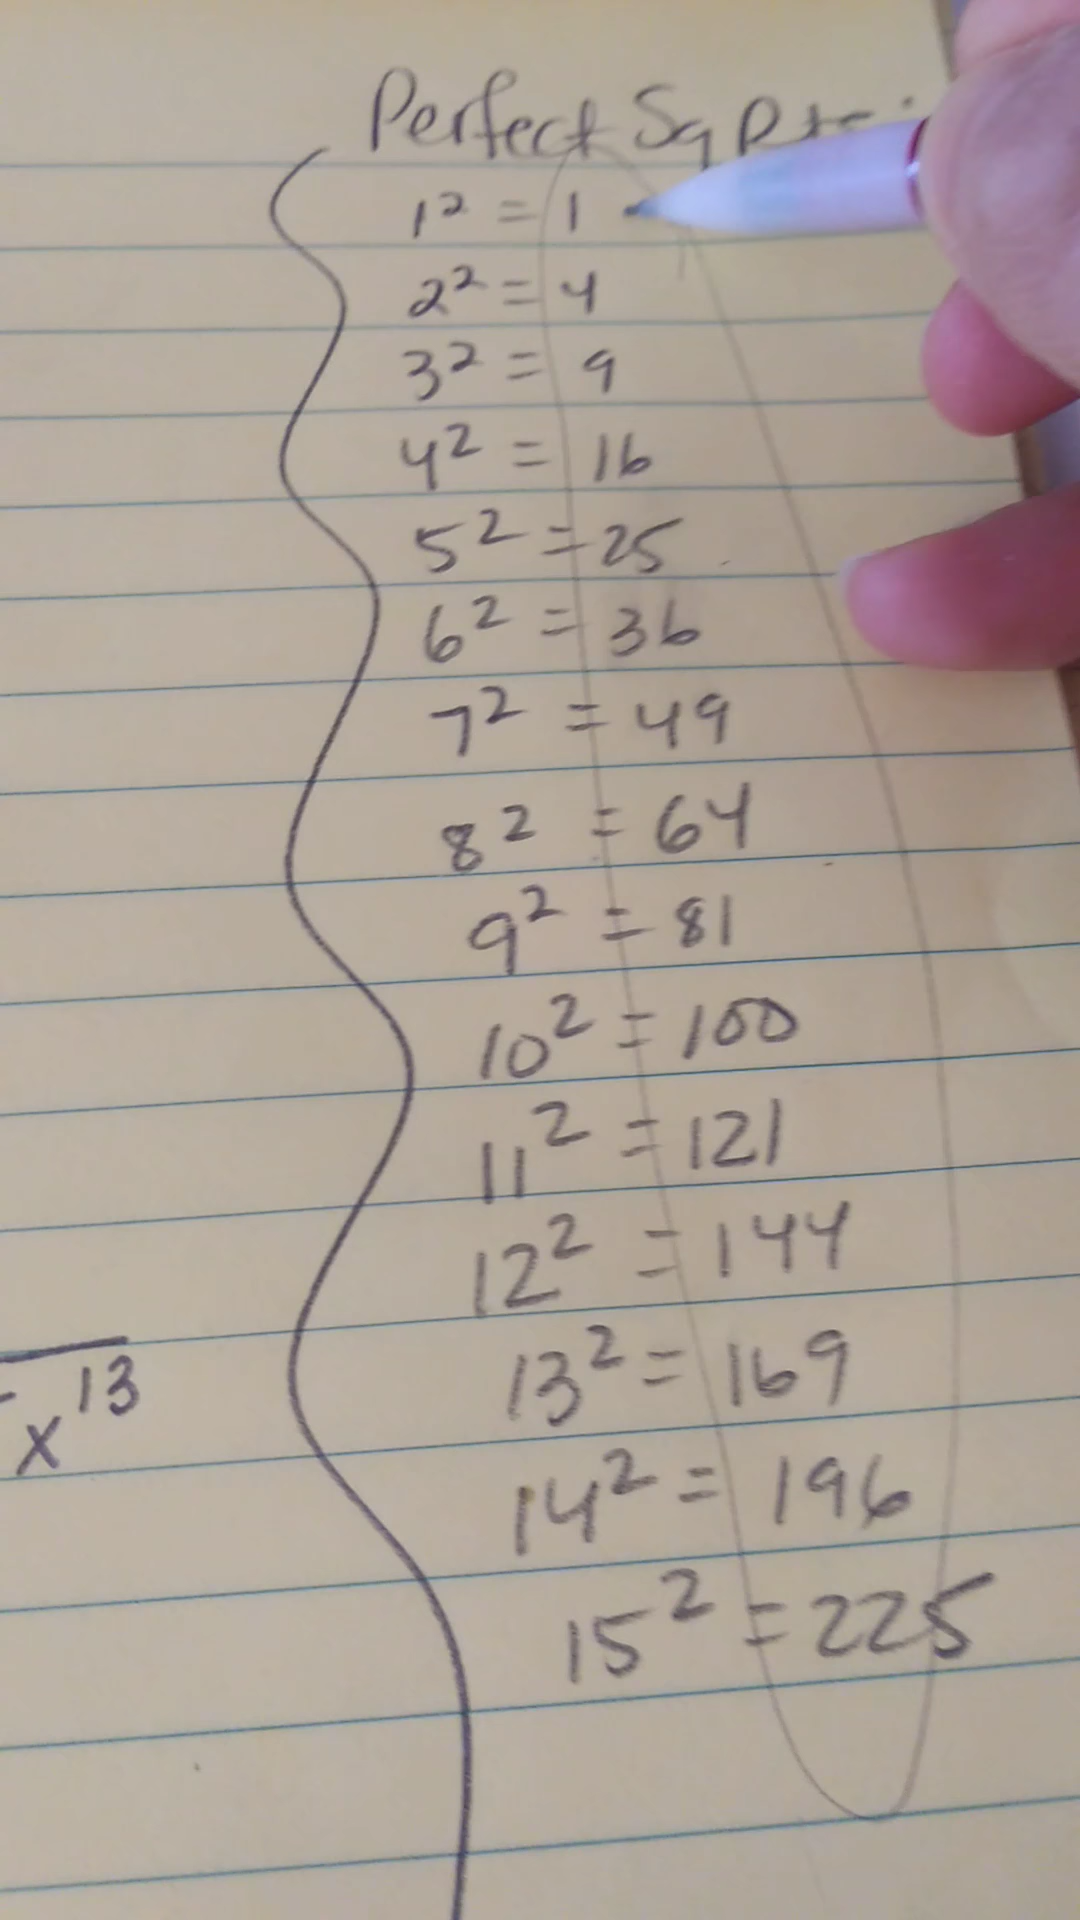 Perfect Sq
1² = 1
2² = 4
3² = 9
4² = 16
5² = 25
6² = 36
7² = 49
8² = 64
9² = 81
10² = 100
11² = 121
12² = 144
13² = 169
x¹³
14² = 196
15² = 225